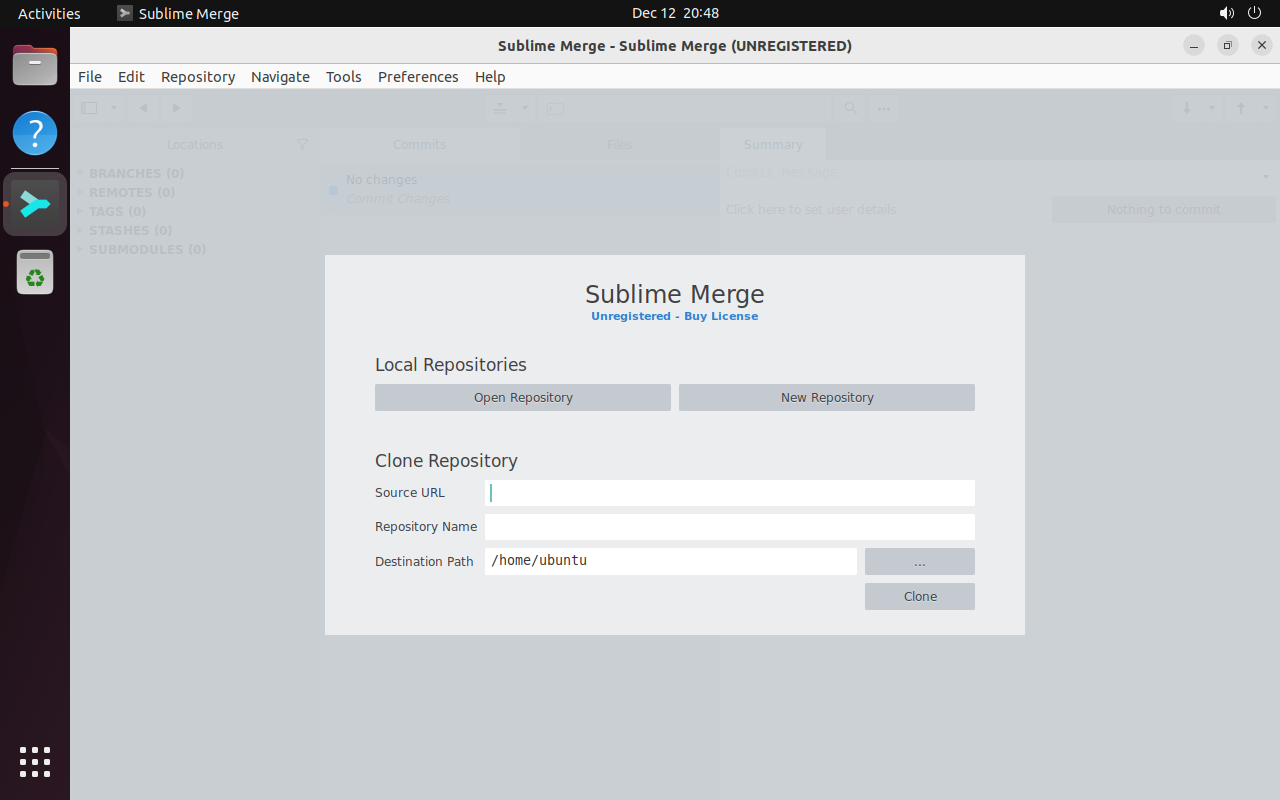 Activities
Sublime Merge
Dec 12 20:48
Sublime Merge - Sublime Merge (UNREGISTERED)
File Edit Repository Navigate Tools Preferences Help
Locations
Commits
Files
Summary
BRANCHES (0)
REMOTES (0)
TAGS (0)
STASHES (0)
SUBMODULES (0)
No changes
Commit Changes
Commit message
Click here to set user details
Nothing to commit
Sublime Merge
Unregistered - Buy License
Local Repositories
Open Repository
New Repository
Clone Repository
Source URL
Repository Name
Destination Path
/home/ubuntu
...
Clone